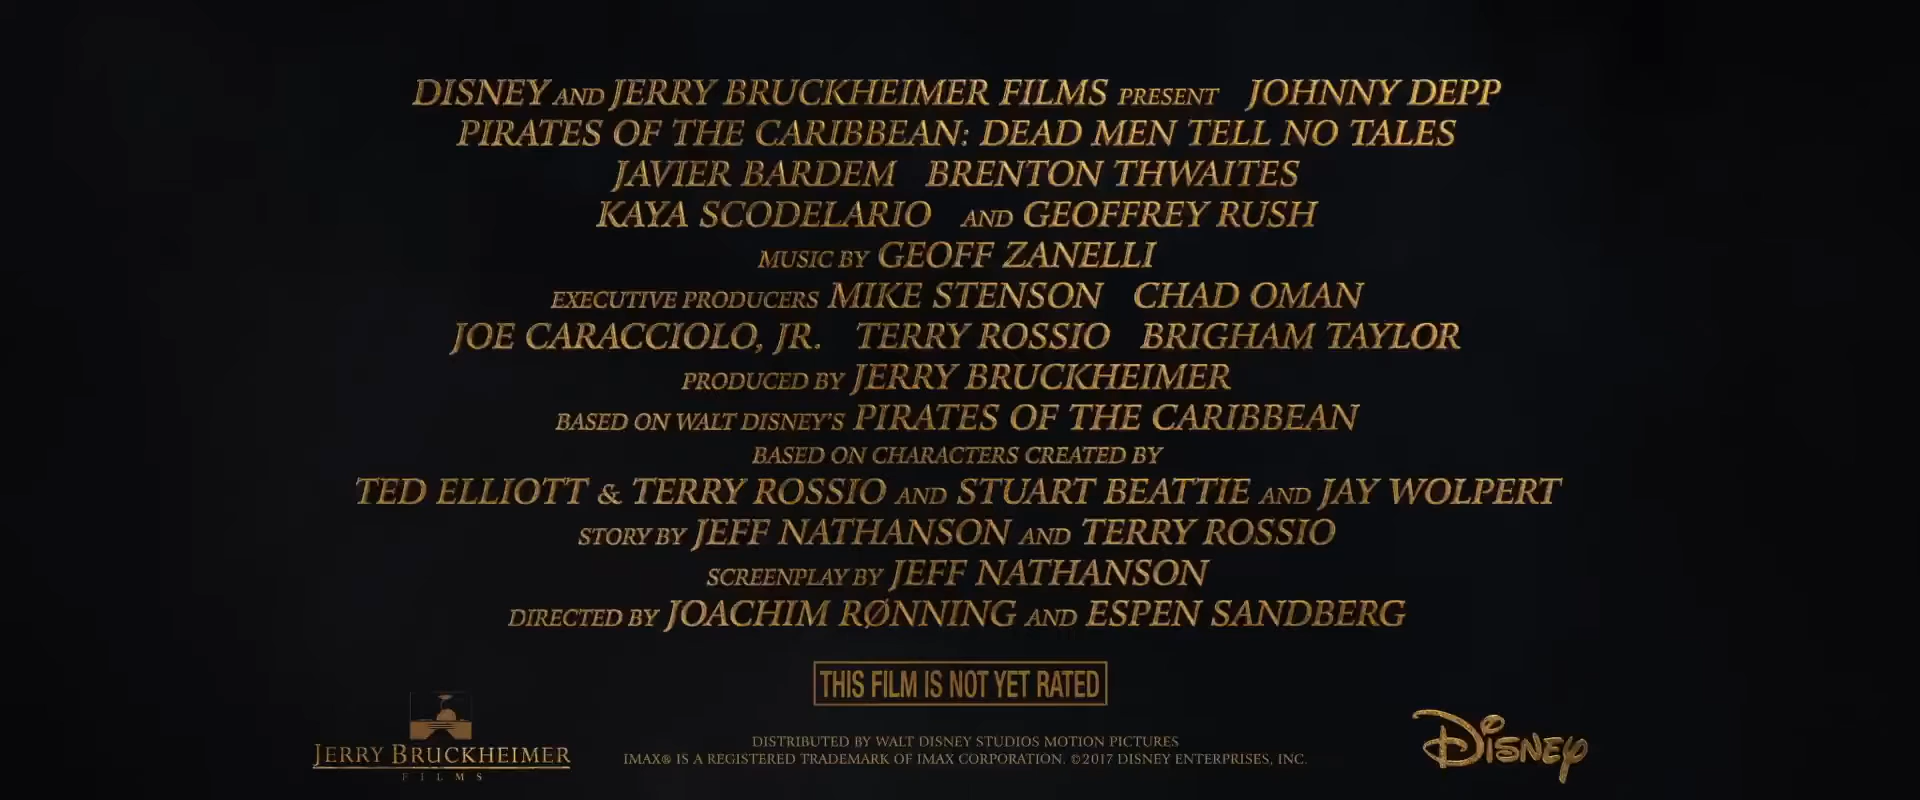 DISNEY AND JERRY BRUCKHEIMER FILMS PRESENT JOHNNY DEPP
PIRATES OF THE CARIBBEAN: DEAD MEN TELL NO TALES
JAVIER BARDEM BRENTON THWAITES
KAYA SCODELARIO AND GEOFFREY RUSH
MUSIC BY GEOFF ZANELLI
EXECUTIVE PRODUCERS MIKE STENSON CHAD OMAN
JOE CARACCIOLO, JR. TERRY ROSSIO BRIGHAM TAYLOR
PRODUCED BY JERRY BRUCKHEIMER
BASED ON WALT DISNEY'S PIRATES OF THE CARIBBEAN
BASED ON CHARACTERS CREATED BY
TED ELLIOTT & TERRY ROSSIO AND STUART BEATTIE AND JAY WOLPERT
STORY BY JEFF NATHANSON AND TERRY ROSSIO
SCREENPLAY BY JEFF NATHANSON
DIRECTED BY JOACHIM RØNNING AND ESPEN SANDBERG
THIS FILM IS NOT YET RATED
JERRY BRUCKHEIMER
FILMS
DISTRIBUTED BY WALT DISNEY STUDIOS MOTION PICTURES
IMAX® IS A REGISTERED TRADEMARK OF IMAX CORPORATION. ©2017 DISNEY ENTERPRISES, INC.
DISNEY